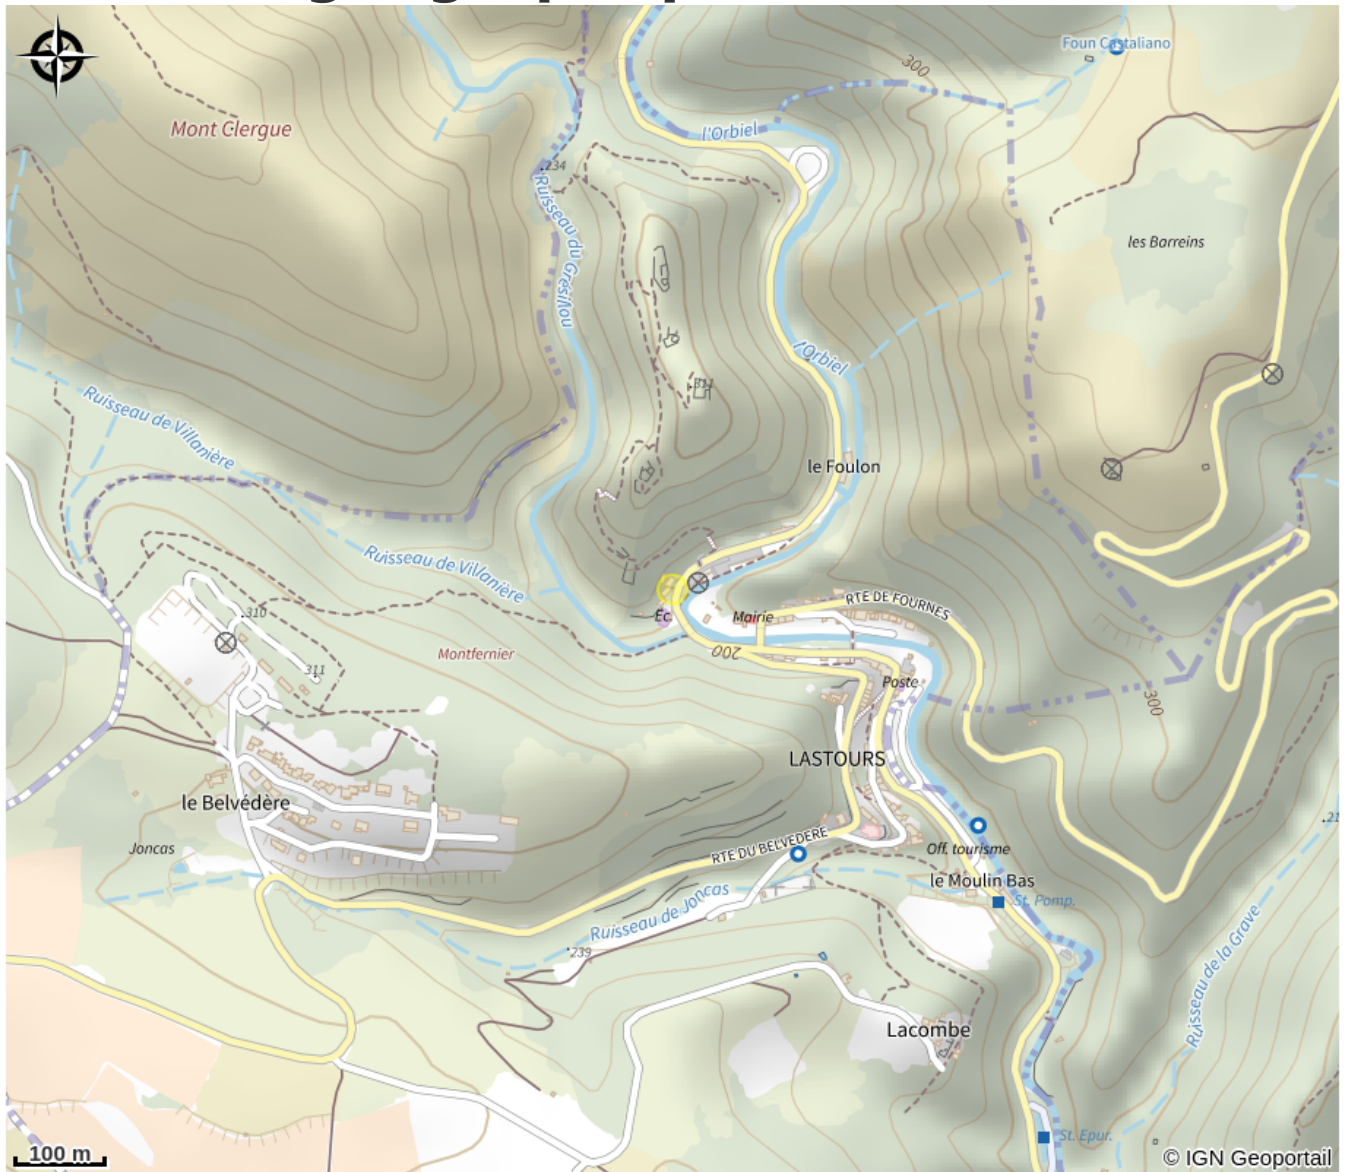 Foun Castaliano
300
Mont Clergue
l'Orbiel
234
Ruisseau du Grésillou
les Barreins
l'Orbiel
311
Ruisseau de Villanière
le Foulon
Ruisseau de Villanière
310
Éc.
Mairie
RTE DE FOURNES
Montfernier
200
311
Poste
300
LASTOURS
le Belvédère
RTE DU BELVÉDÈRE
Joncas
Off. tourisme
le Moulin Bas
St. Pomp.
Ruisseau de Joncas
239
Ruisseau de la Grave
Lacombe
St. Epur.
100 m
© IGN Geoportail